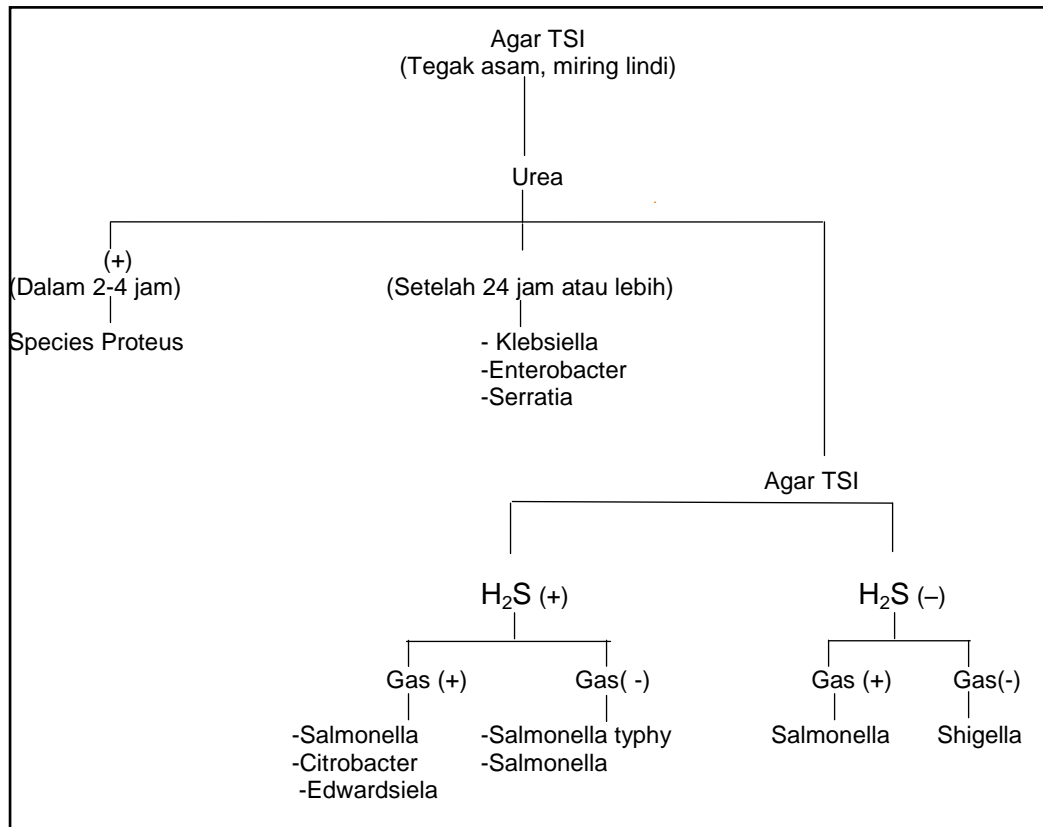 Agar TSI
(Tegak asam, miring lindi)
Urea
(+)
(Dalam 2-4 jam)
Species Proteus
(Setelah 24 jam atau lebih)
- Klebsiella
-Enterobacter
-Serratia
Agar TSI
H₂S (+)
Gas (+)
-Salmonella
-Citrobacter
-Edwardsiela
Gas( -)
-Salmonella typhy
-Salmonella
H₂S (–)
Gas (+)
Salmonella
Gas(-)
Shigella